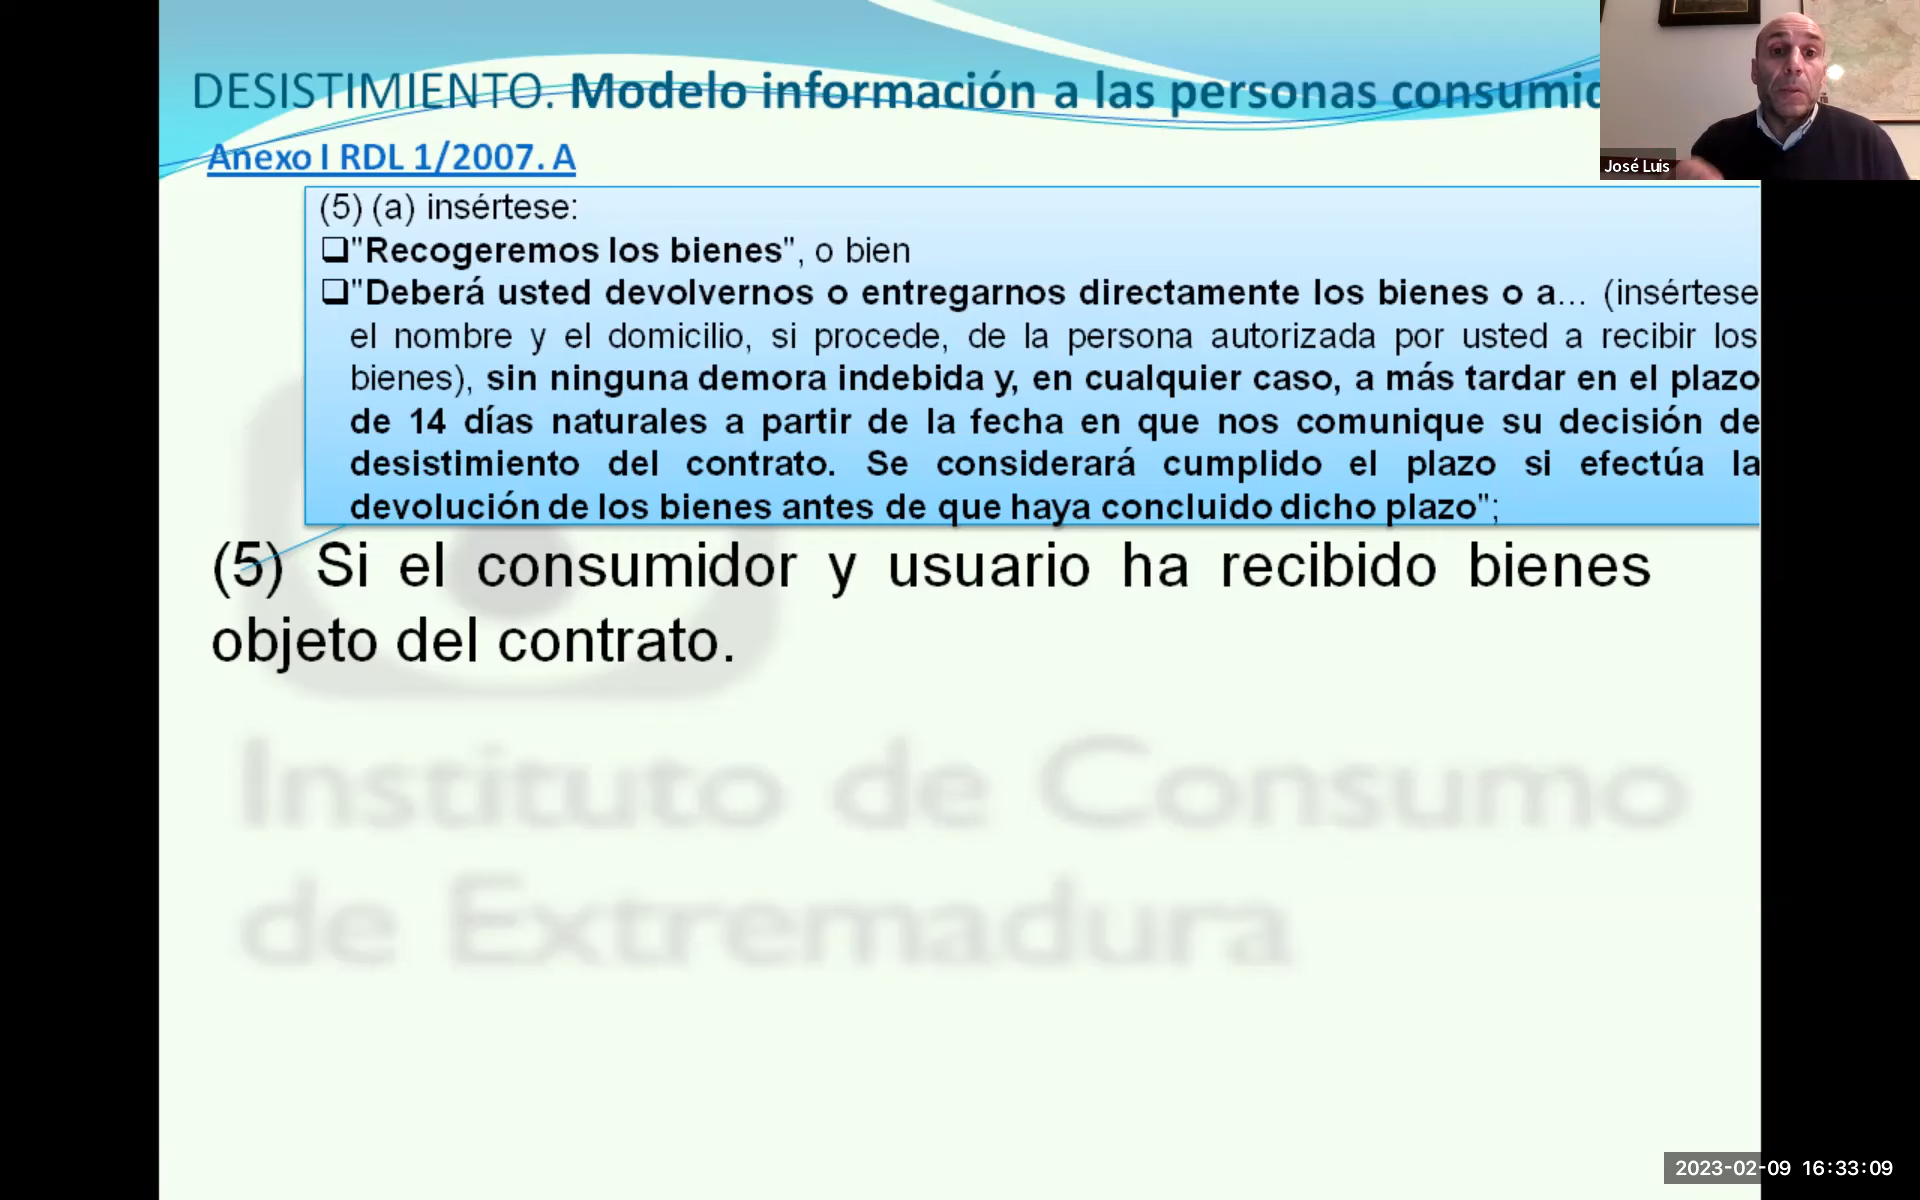 DESISTIMIENTO. Modelo información a las personas
Anexo I RDL 1/2007. A
José Luis
(5) (a) insértese:
❑"Recogeremos los bienes", o bien
❑"Deberá usted devolvernos o entregarnos directamente los bienes o a... (insértese
el nombre y el domicilio, si procede, de la persona autorizada por usted a recibir los
bienes), sin ninguna demora indebida y, en cualquier caso, a más tardar en el plazo
de 14 días naturales a partir de la fecha en que nos comunique su decisión de
desistimiento del contrato. Se considerará cumplido el plazo si efectúa la
devolución de los bienes antes de que haya concluido dicho plazo";
(5) Si el consumidor y usuario ha recibido bienes
objeto del contrato.
Instituto de Consumo
de Extremadura
2023-02-09 16:33:09